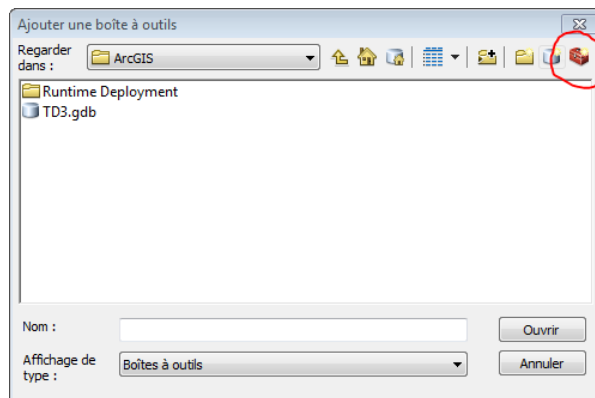 Ajouter une boîte à outils
Regarder
dans :
ArcGIS
Runtime Deployment
TD3.gdb
Nom :
Ouvrir
Affichage de
type :
Boîtes à outils
Annuler